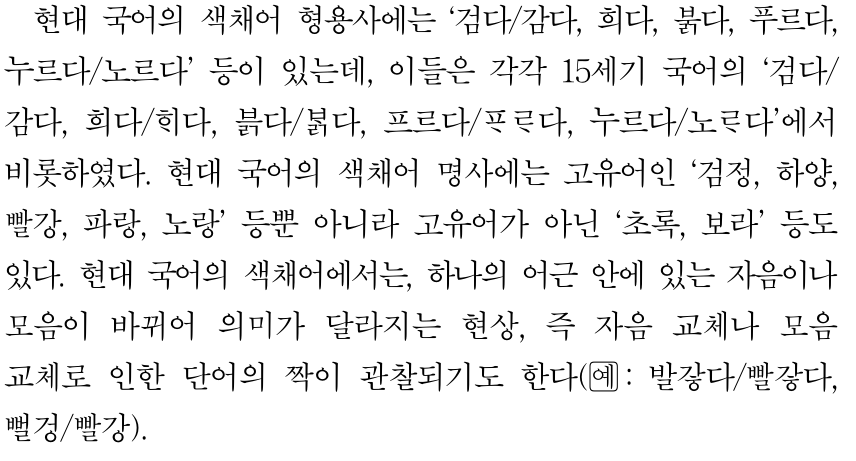 현대 국어의 색채어 형용사에는 ‘검다/감다, 희다, 붉다, 푸르다,
누르다/노르다’ 등이 있는데, 이들은 각각 15세기 국어의 ‘검다/
감다, 희다/ᄒᆡ다, 붉다/ᄇᆞᆰ다, 프르다/ᄑᆞᄅᆞ다, 누르다/노ᄅᆞ다’에서
비롯하였다. 현대 국어의 색채어 명사에는 고유어인 ‘검정, 하양,
빨강, 파랑, 노랑’ 등뿐 아니라 고유어가 아닌 ‘초록, 보라’ 등도
있다. 현대 국어의 색채어에서는, 하나의 어근 안에 있는 자음이나
모음이 바뀌어 의미가 달라지는 현상, 즉 자음 교체나 모음
교체로 인한 단어의 짝이 관찰되기도 한다(예: 발갛다/빨갛다,
뻘겅/빨강).